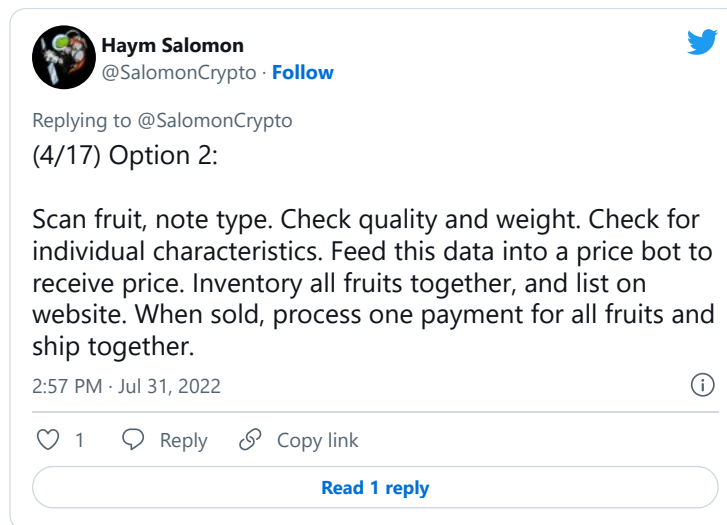 Haym Salomon
@SalomonCrypto · Follow
Replying to @SalomonCrypto
(4/17) Option 2:
Scan fruit, note type. Check quality and weight. Check for
individual characteristics. Feed this data into a price bot to
receive price. Inventory all fruits together, and list on
website. When sold, process one payment for all fruits and
ship together.
2:57 PM · Jul 31, 2022
1 Reply Copy link
Read 1 reply